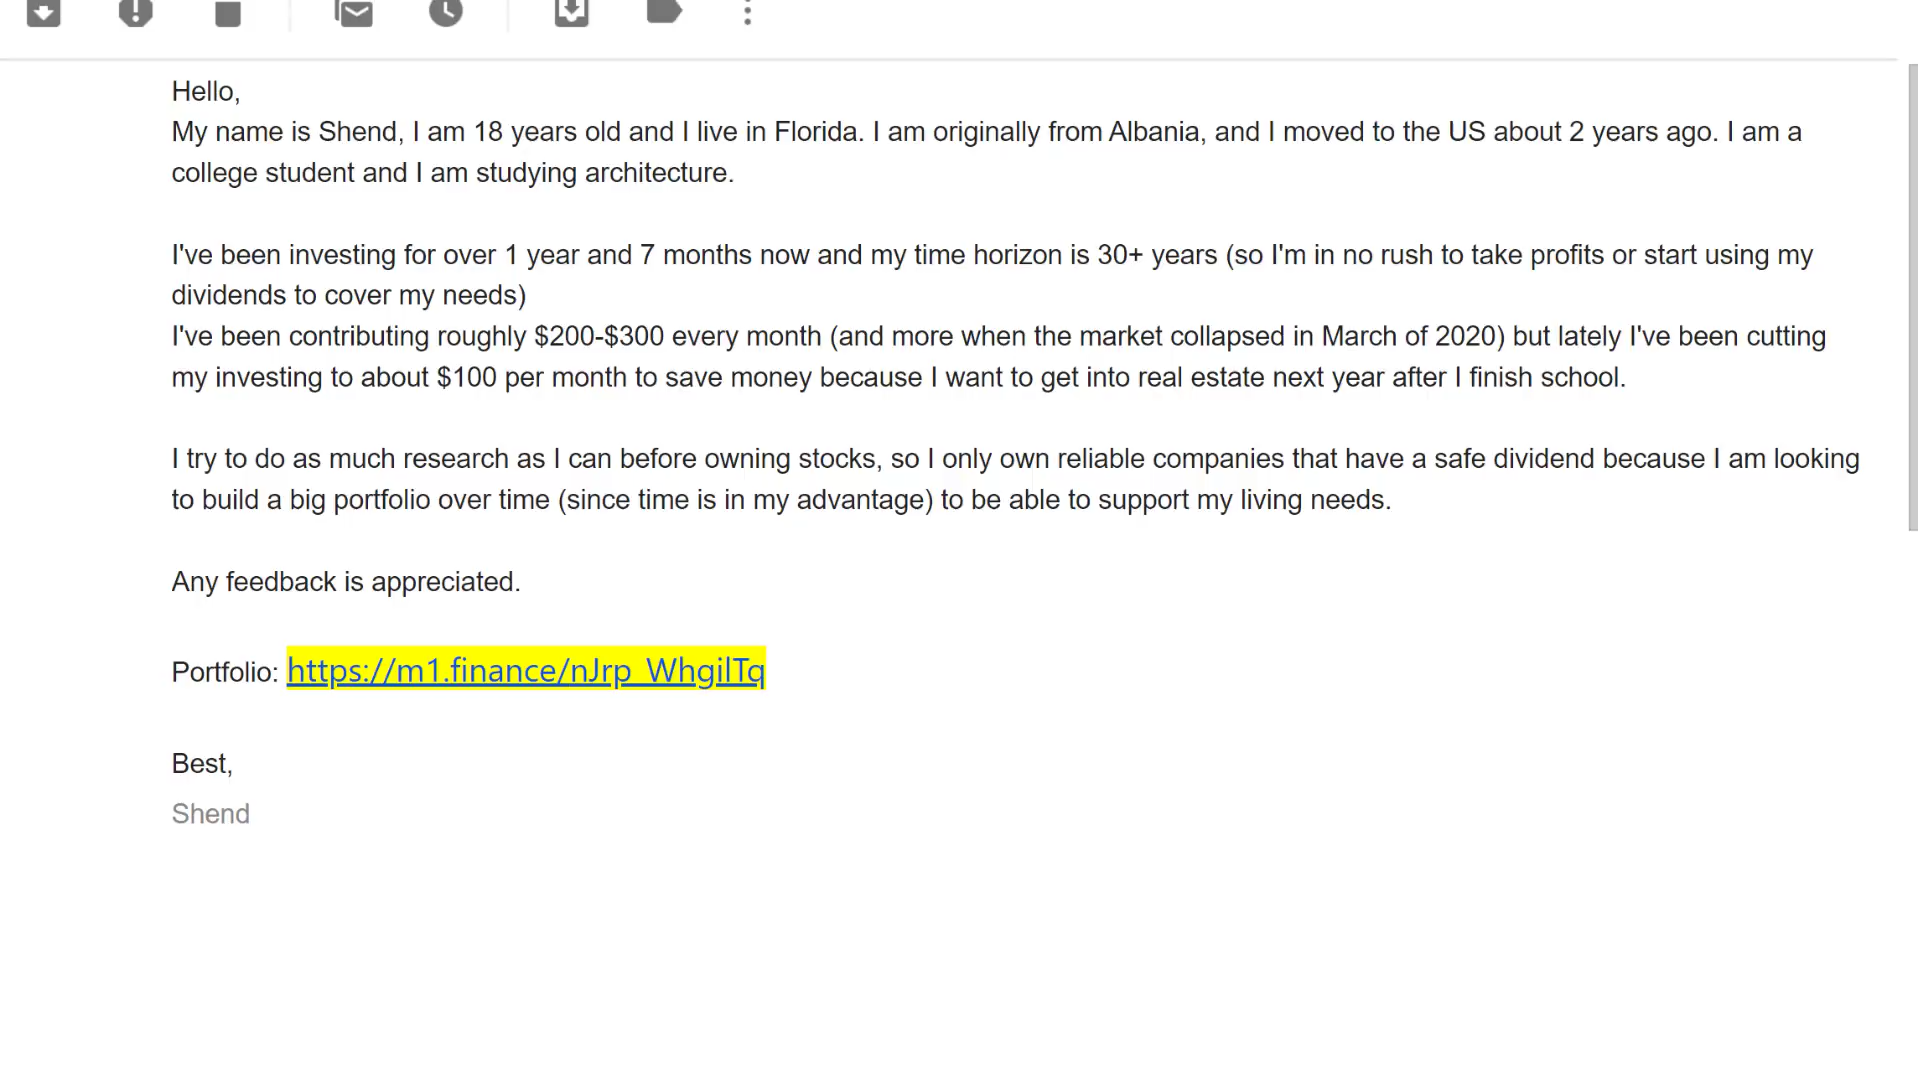 Hello,
My name is Shend, I am 18 years old and I live in Florida. I am originally from Albania, and I moved to the US about 2 years ago. I am a
college student and I am studying architecture.
I've been investing for over 1 year and 7 months now and my time horizon is 30+ years (so I'm in no rush to take profits or start using my
dividends to cover my needs)
I've been contributing roughly $200-$300 every month (and more when the market collapsed in March of 2020) but lately I've been cutting
my investing to about $100 per month to save money because I want to get into real estate next year after I finish school.
I try to do as much research as I can before owning stocks, so I only own reliable companies that have a safe dividend because I am looking
to build a big portfolio over time (since time is in my advantage) to be able to support my living needs.
Any feedback is appreciated.
Portfolio: https://m1.finance/nJrp_WhgilTq
Best,
Shend